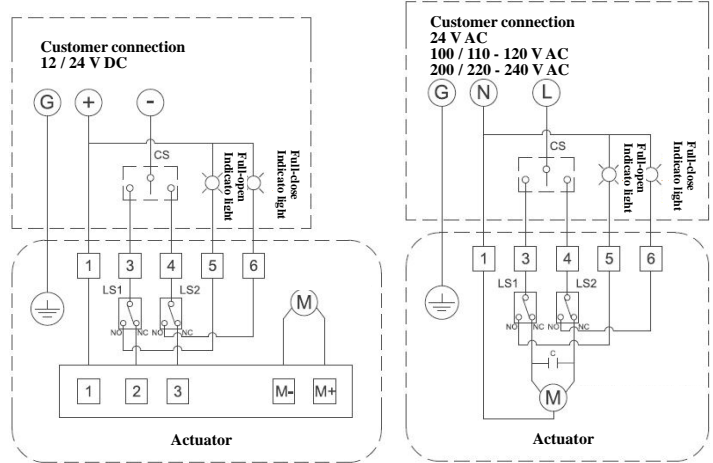 Customer connection
12 / 24 V DC
G
+
-
CS
Full-open
Indicato light
Full-close
Indicato light
1
3
4
5
6
LS1
LS2
NO
NC
NO
NC
M
1
2
3
M-
M+
Actuator
Customer connection
24 V AC
100 / 110 - 120 V AC
200 / 220 - 240 V AC
G
N
L
CS
Full-open
Indicato light
Full-close
Indicato light
1
3
4
5
6
LS1
LS2
NO
NC
NO
NC
C
M
Actuator